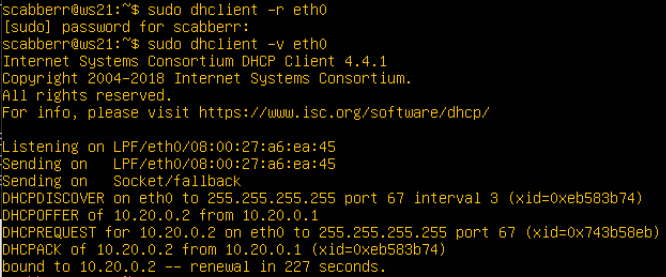 scabberr@ws21:~$ sudo dhclient -r eth0
[sudo] password for scabberr:
scabberr@ws21:~$ sudo dhclient -v eth0
Internet Systems Consortium DHCP Client 4.4.1
Copyright 2004-2018 Internet Systems Consortium.
All rights reserved.
For info, please visit https://www.isc.org/software/dhcp/

Listening on LPF/eth0/08:00:27:a6:ea:45
Sending on   LPF/eth0/08:00:27:a6:ea:45
Sending on   Socket/fallback
DHCPDISCOVER on eth0 to 255.255.255.255 port 67 interval 3 (xid=0xeb583b74)
DHCPOFFER of 10.20.0.2 from 10.20.0.1
DHCPREQUEST for 10.20.0.2 on eth0 to 255.255.255.255 port 67 (xid=0x743b58eb)
DHCPACK of 10.20.0.2 from 10.20.0.1 (xid=0xeb583b74)
bound to 10.20.0.2 -- renewal in 227 seconds.